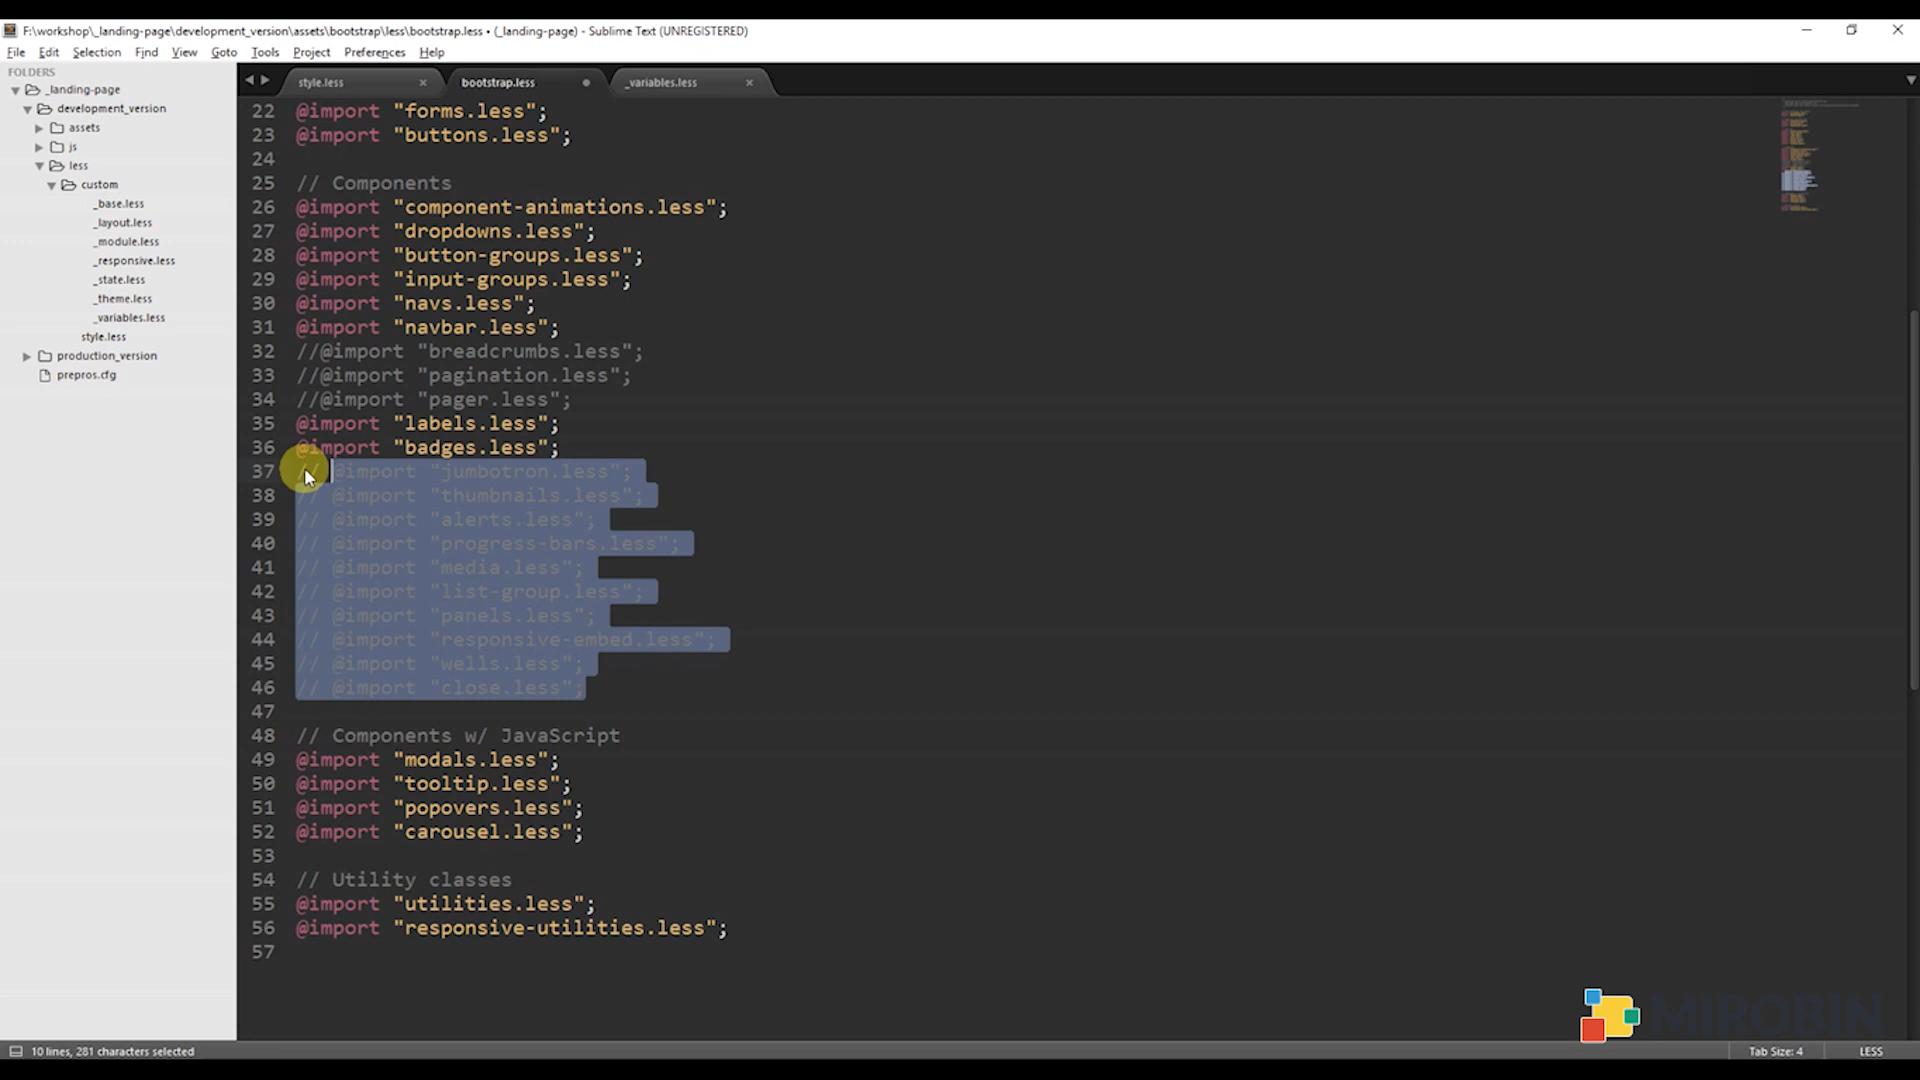 F:\workshop\_landing-page\development_version\assets\bootstrap\less\bootstrap.less • (_landing-page) - Sublime Text (UNREGISTERED)
File Edit Selection Find View Goto Tools Project Preferences Help
FOLDERS
_landing-page
development_version
assets
js
less
custom
_base.less
_layout.less
_module.less
_responsive.less
_state.less
_theme.less
_variables.less
style.less
production_version
prepros.cfg
style.less bootstrap.less _variables.less
22 @import "forms.less";
23 @import "buttons.less";
24
25 // Components
26 @import "component-animations.less";
27 @import "dropdowns.less";
28 @import "button-groups.less";
29 @import "input-groups.less";
30 @import "navs.less";
31 @import "navbar.less";
32 //@import "breadcrumbs.less";
33 //@import "pagination.less";
34 //@import "pager.less";
35 @import "labels.less";
36 @import "badges.less";
37 // @import "jumbotron.less";
38 // @import "thumbnails.less";
39 // @import "alerts.less";
40 // @import "progress-bars.less";
41 // @import "media.less";
42 // @import "list-group.less";
43 // @import "panels.less";
44 // @import "responsive-embed.less";
45 // @import "wells.less";
46 // @import "close.less";
47
48 // Components w/ JavaScript
49 @import "modals.less";
50 @import "tooltip.less";
51 @import "popovers.less";
52 @import "carousel.less";
53
54 // Utility classes
55 @import "utilities.less";
56 @import "responsive-utilities.less";
57
MIROBIN
10 lines, 281 characters selected
Tab Size: 4 LESS